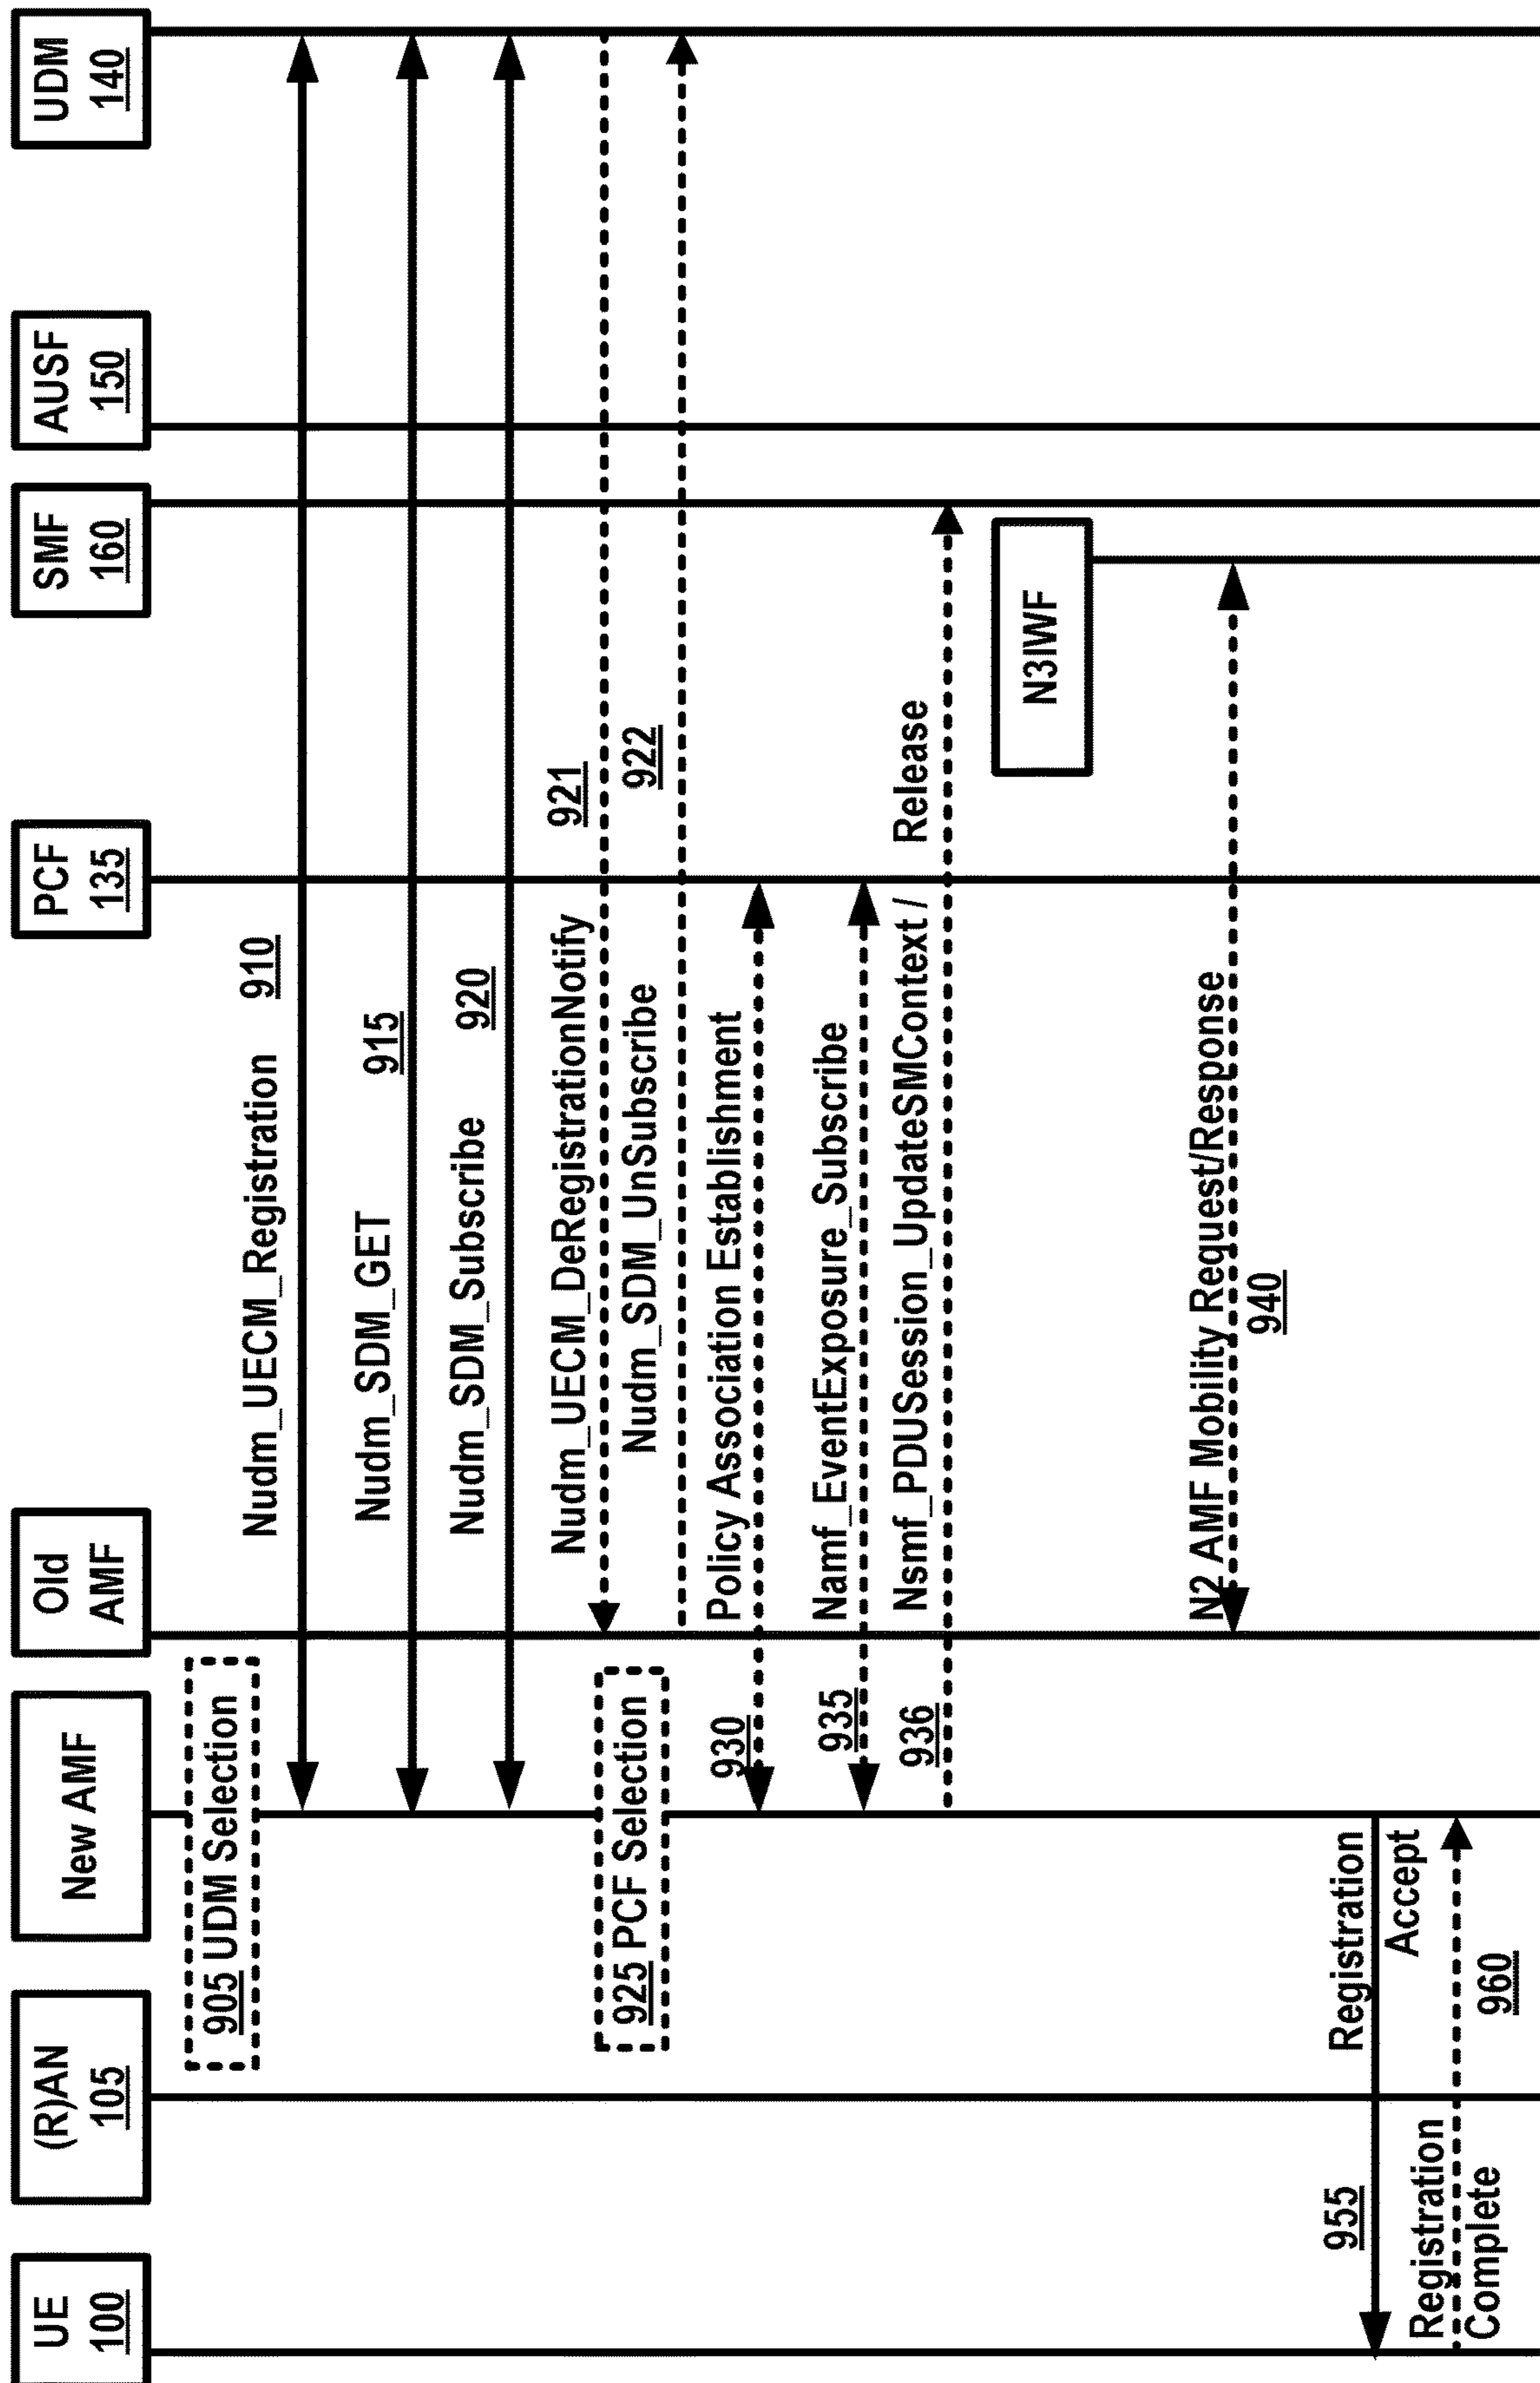 UE
100
(R)AN
105
New AMF
Old
AMF
PCF
135
SMF
160
AUSF
150
UDM
140
905 UDM Selection
Nudm_UECM_Registration 910
Nudm_SDM_GET 915
Nudm_SDM_Subscribe 920
Nudm_UECM_DeRegistrationNotify 921
925 PCF Selection
Nudm_SDM_UnSubscribe 922
930 Policy Association Establishment
935 Namf_EventExposure_Subscribe
936 Nsmf_PDUSession_UpdateSMContext / Release
N3IWF
N2 AMF Mobility Request/Response
940
955 Registration
Accept
Registration
Complete 960